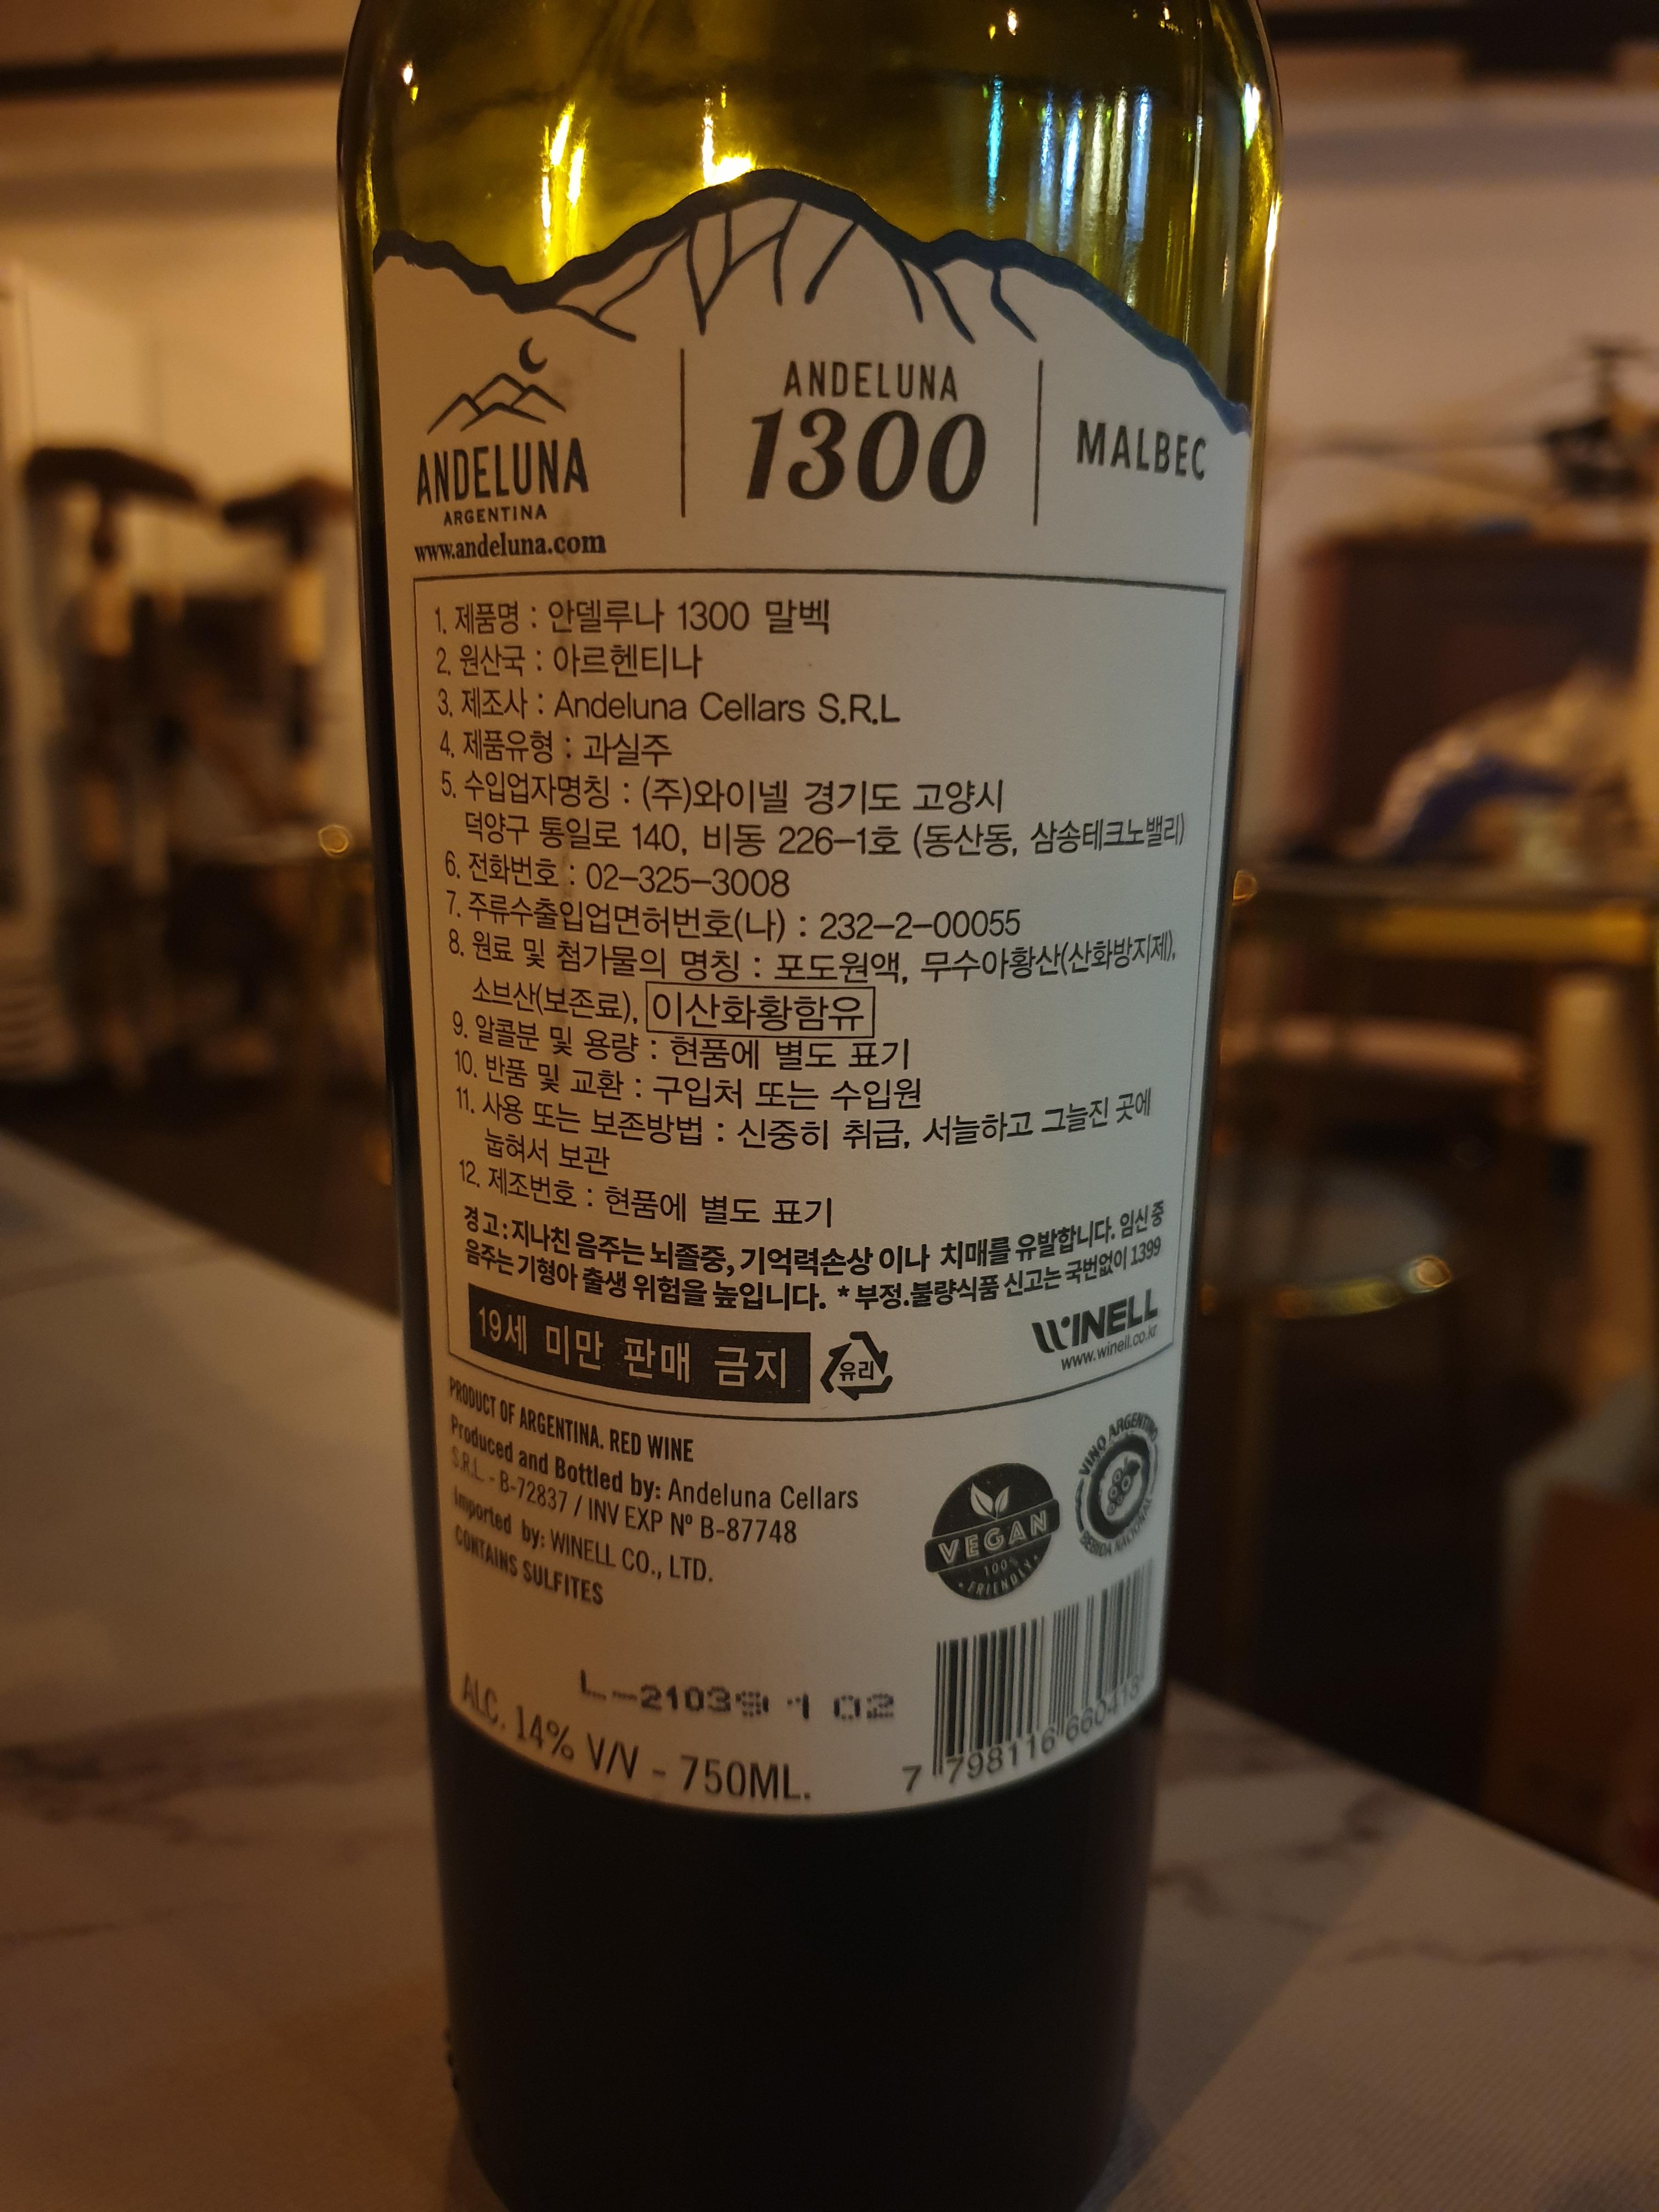 ANDELUNA
ARGENTINA
www.andeluna.com
ANDELUNA
1300
MALBEC
1. 제품명 : 안델루나 1300 말벡
2. 원산국 : 아르헨티나
3. 제조사 : Andeluna Cellars S.R.L
4. 제품유형 : 과실주
5. 수입업자명칭 : (주)와이넬 경기도 고양시
덕양구 통일로 140, 비동 226-1호 (동산동, 삼송테크노밸리)
6. 전화번호 : 02-325-3008
7. 주류수출입업면허번호(나) : 232-2-00055
8. 원료 및 첨가물의 명칭 : 포도원액, 무수아황산(산화방지제),
소브산(보존료), 이산화황함유
9. 알콜분 및 용량 : 현품에 별도 표기
10. 반품 및 교환 : 구입처 또는 수입원
11. 사용 또는 보존방법 : 신중히 취급, 서늘하고 그늘진 곳에
눕혀서 보관
12. 제조번호 : 현품에 별도 표기
경고 : 지나친 음주는 뇌졸중, 기억력손상 이나 치매를 유발합니다. 임신 중
음주는 기형아 출생 위험을 높입니다. * 부정.불량식품 신고는 국번없이 1399
19세 미만 판매 금지
유리
WINELL
www.winell.co.kr
PRODUCT OF ARGENTINA. RED WINE
Produced and Bottled by: Andeluna Cellars
S.R.L. - B-72837 / INV EXP Nº B-87748
Imported by: WINELL CO., LTD.
CONTAINS SULFITES
VEGAN
100%
FRIENDLY
VINO ARGENTINO
BEBIDA NACIONAL
1 02
ALC. 14% V/V - 750ML.
7 798116 660413